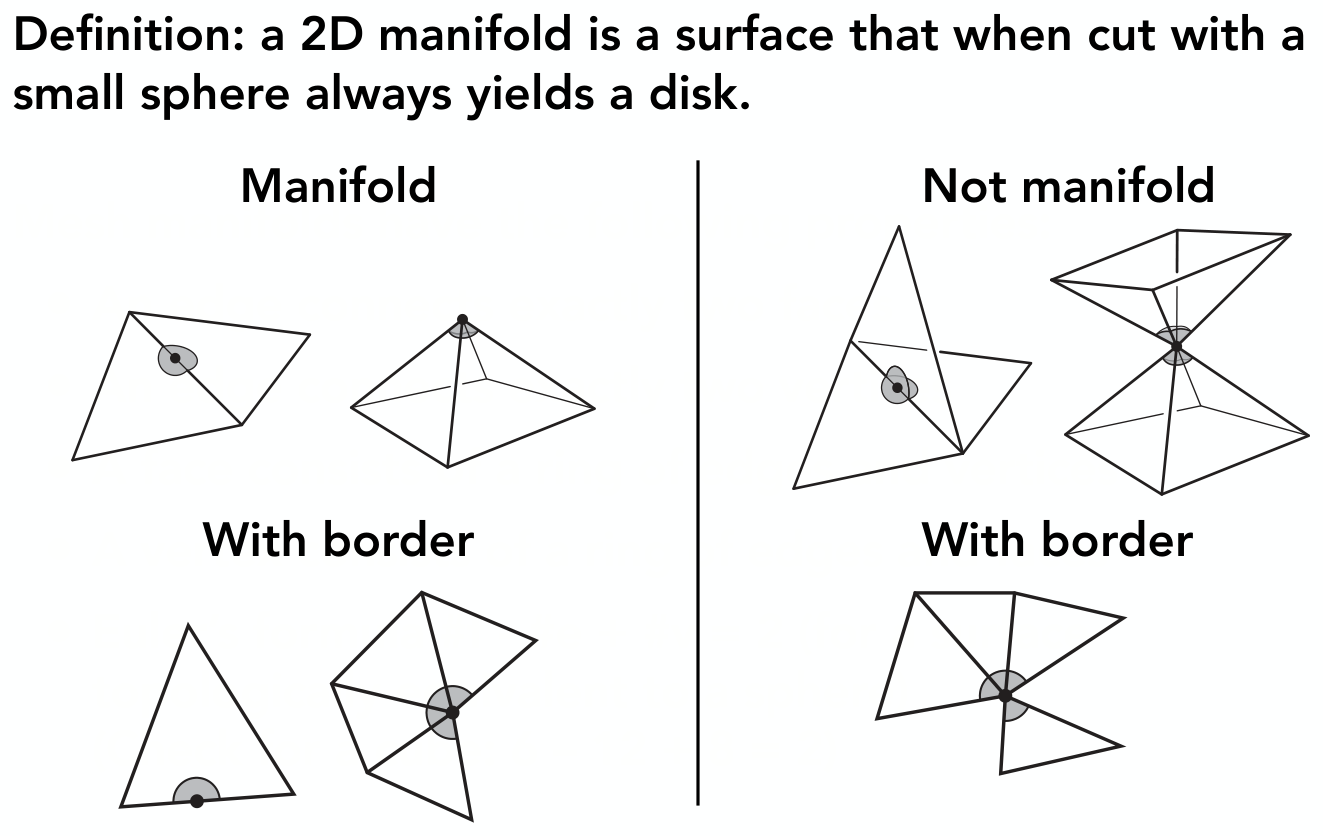 Definition: a 2D manifold is a surface that when cut with a
small sphere always yields a disk.
Manifold
Not manifold
With border
With border